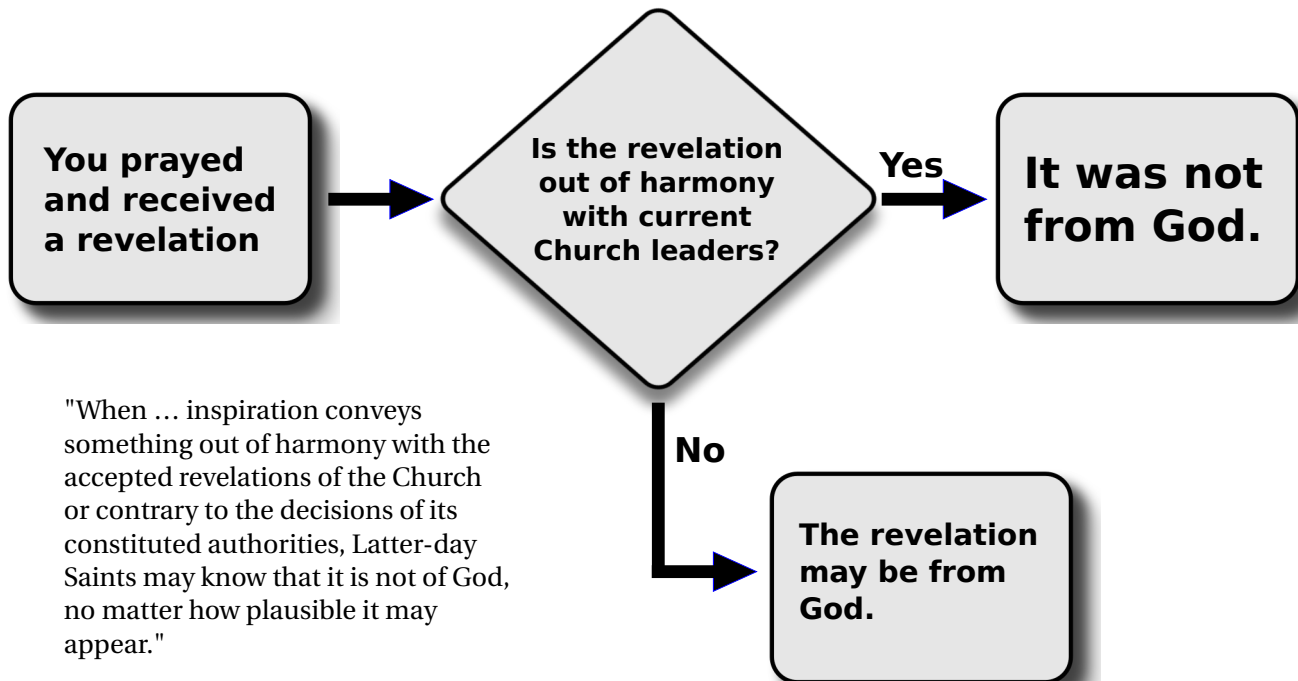 You prayed
and received
a revelation
Is the revelation
out of harmony
with current
Church leaders?
Yes
It was not
from God.
No
The revelation
may be from
God.
"When … inspiration conveys
something out of harmony with the
accepted revelations of the Church
or contrary to the decisions of its
constituted authorities, Latter-day
Saints may know that it is not of God,
no matter how plausible it may
appear."